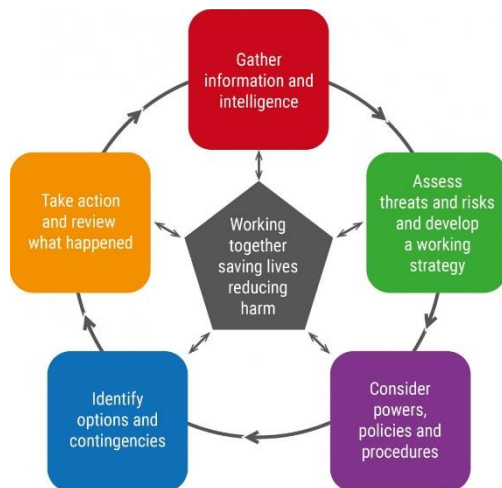 Gather
information and
intelligence
Assess
threats and risks
and develop
a working
strategy
Consider
powers,
policies and
procedures
Identify
options and
contingencies
Take action
and review
what happened
Working
together
saving lives
reducing
harm